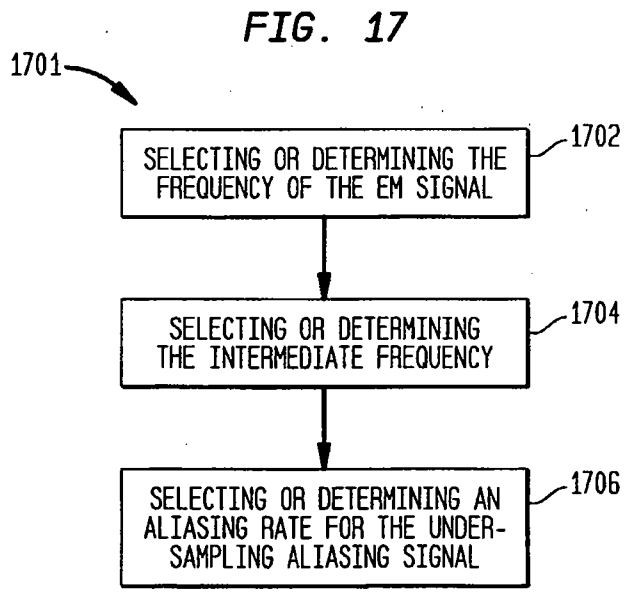 FIG. 17
1701
1702
SELECTING OR DETERMINING THE
FREQUENCY OF THE EM SIGNAL
1704
SELECTING OR DETERMINING
THE INTERMEDIATE FREQUENCY
1706
SELECTING OR DETERMINING AN
ALIASING RATE FOR THE UNDER-
SAMPLING ALIASING SIGNAL